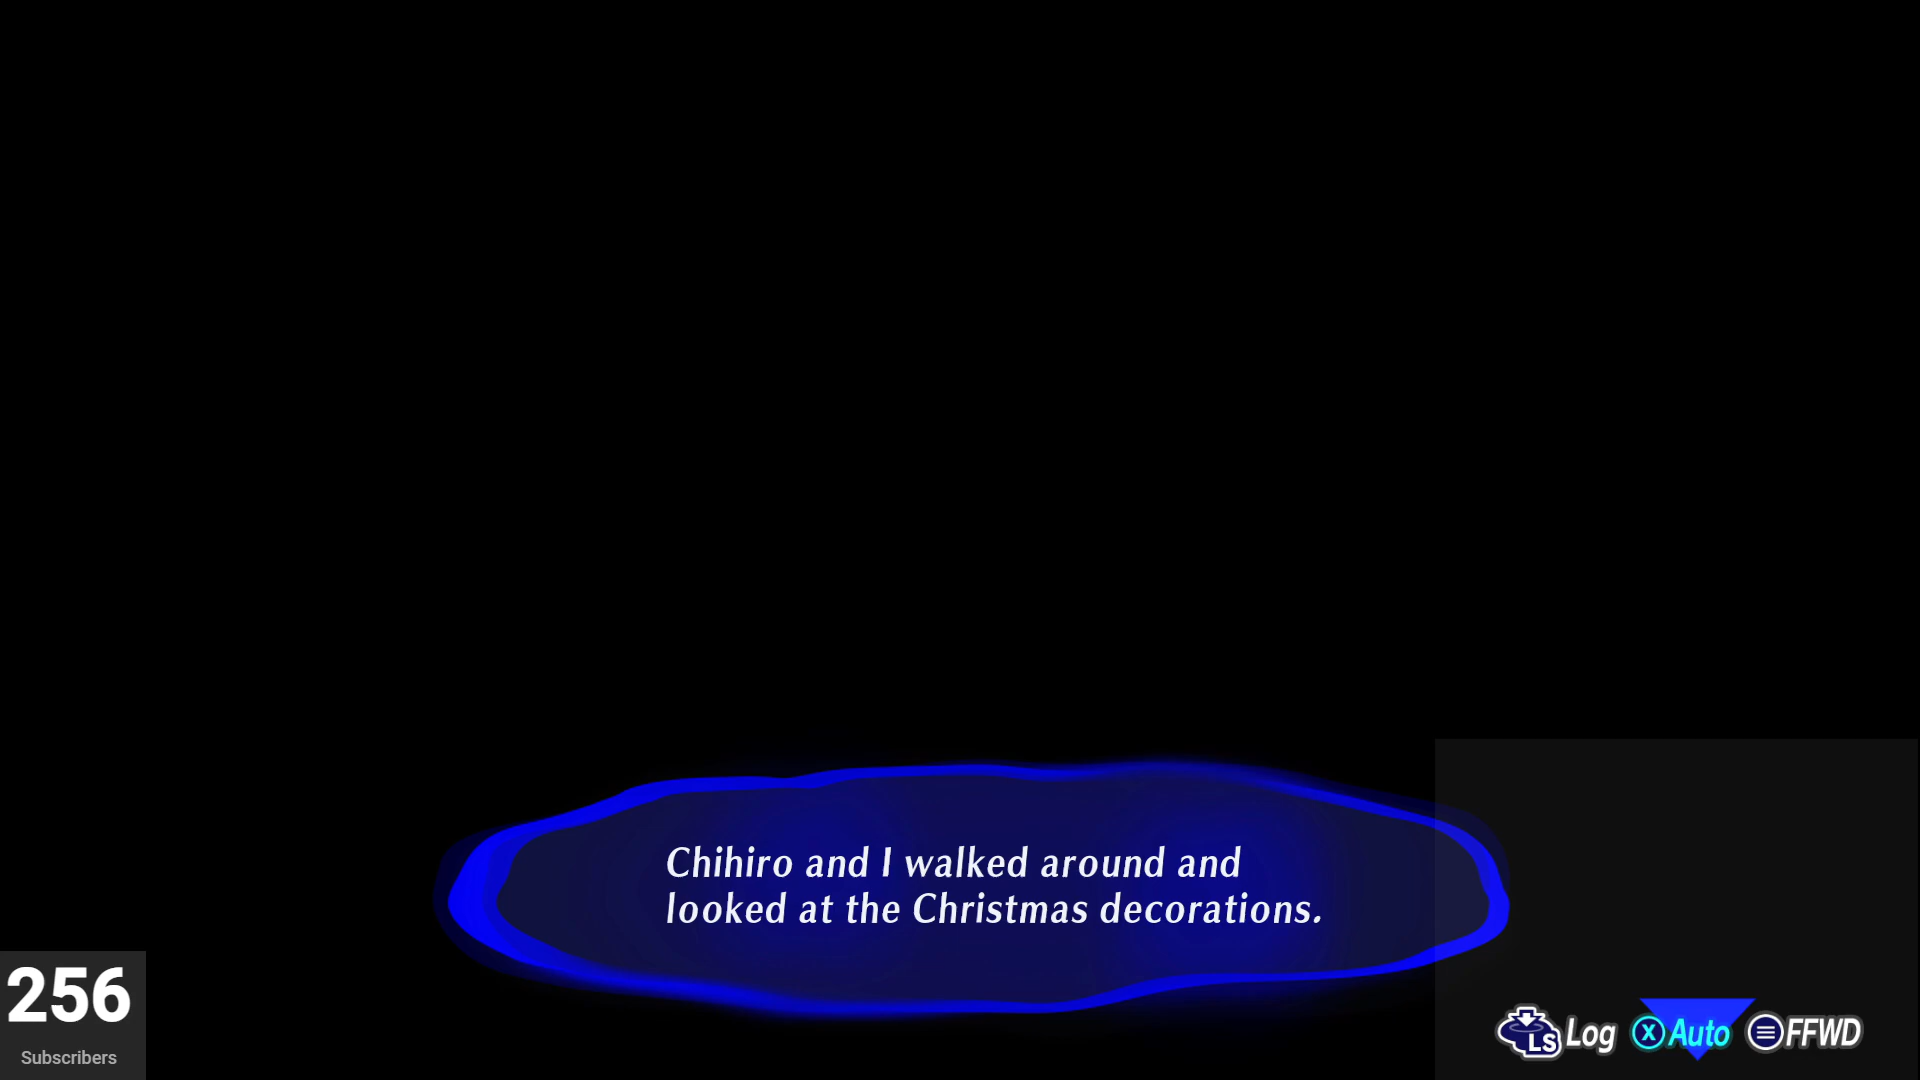 Chihiro and I walked around and
looked at the Christmas decorations.
256
Subscribers
LS Log X Auto FFWD